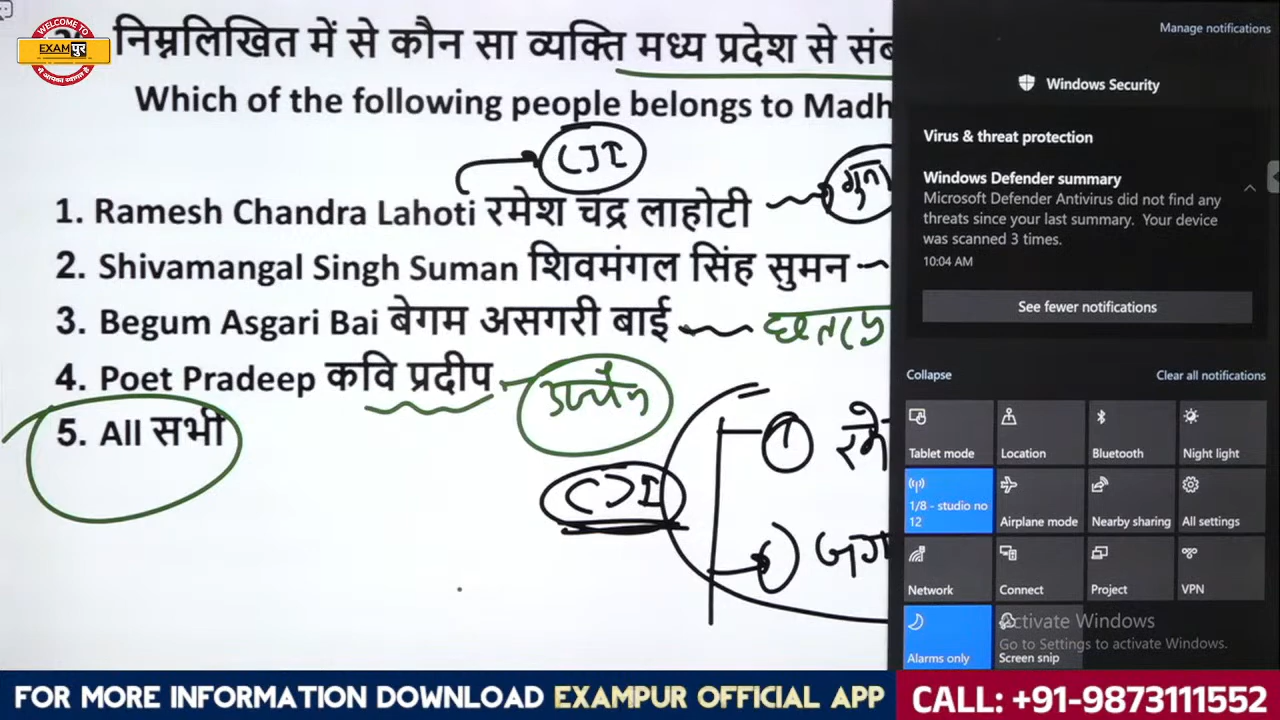 WELCOME TO
EXAMपुर
में आपका स्वागत है
निम्नलिखित में से कौन सा व्यक्ति मध्य प्रदेश से संब
Which of the following people belongs to Madh
CJI
1. Ramesh Chandra Lahoti रमेश चद्र लाहोटी
गुना
2. Shivamangal Singh Suman शिवमंगल सिंह सुमन
3. Begum Asgari Bai बेगम असगरी बाई
4. Poet Pradeep कवि प्रदीप
उज्जैन
5. All सभी
CJI
1
रमे
जग
Manage notifications
Windows Security
Virus & threat protection
Windows Defender summary
Microsoft Defender Antivirus did not find any
threats since your last summary. Your device
was scanned 3 times.
10:04 AM
See fewer notifications
Collapse Clear all notifications
Tablet mode Location Bluetooth Night light
1/8 - studio no
12 Airplane mode Nearby sharing All settings
Network Connect Project VPN
Activate Windows
Go to Settings to activate Windows.
Alarms only Screen snip
FOR MORE INFORMATION DOWNLOAD EXAMPUR OFFICIAL APP CALL: +91-9873111552